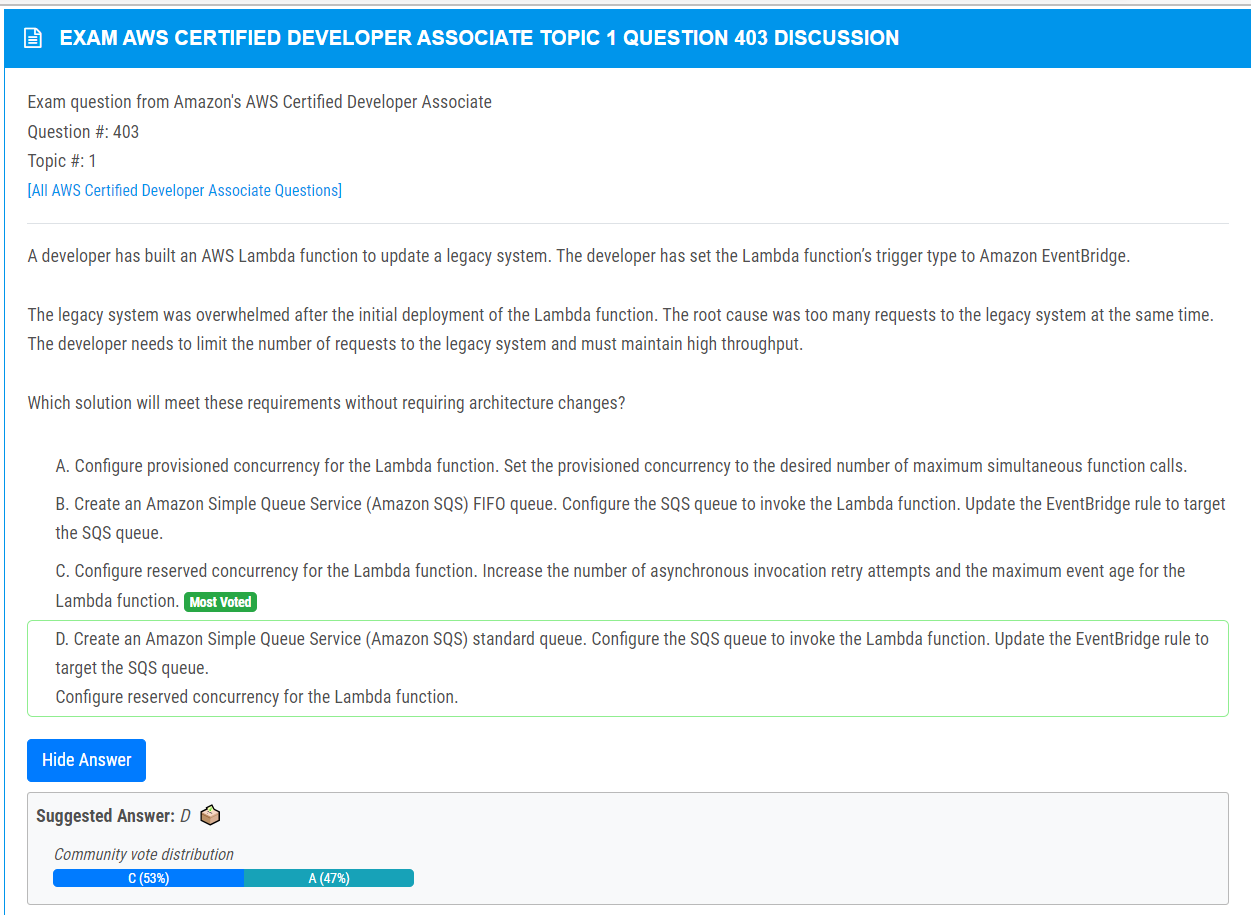 EXAM AWS CERTIFIED DEVELOPER ASSOCIATE TOPIC 1 QUESTION 403 DISCUSSION
Exam question from Amazon's AWS Certified Developer Associate
Question #: 403
Topic #: 1
[All AWS Certified Developer Associate Questions]
A developer has built an AWS Lambda function to update a legacy system. The developer has set the Lambda function’s trigger type to Amazon EventBridge.
The legacy system was overwhelmed after the initial deployment of the Lambda function. The root cause was too many requests to the legacy system at the same time.
The developer needs to limit the number of requests to the legacy system and must maintain high throughput.
Which solution will meet these requirements without requiring architecture changes?
A. Configure provisioned concurrency for the Lambda function. Set the provisioned concurrency to the desired number of maximum simultaneous function calls.
B. Create an Amazon Simple Queue Service (Amazon SQS) FIFO queue. Configure the SQS queue to invoke the Lambda function. Update the EventBridge rule to target
the SQS queue.
C. Configure reserved concurrency for the Lambda function. Increase the number of asynchronous invocation retry attempts and the maximum event age for the
Lambda function. Most Voted
D. Create an Amazon Simple Queue Service (Amazon SQS) standard queue. Configure the SQS queue to invoke the Lambda function. Update the EventBridge rule to
target the SQS queue.
Configure reserved concurrency for the Lambda function.
Hide Answer
Suggested Answer: D
Community vote distribution
C (53%) A (47%)